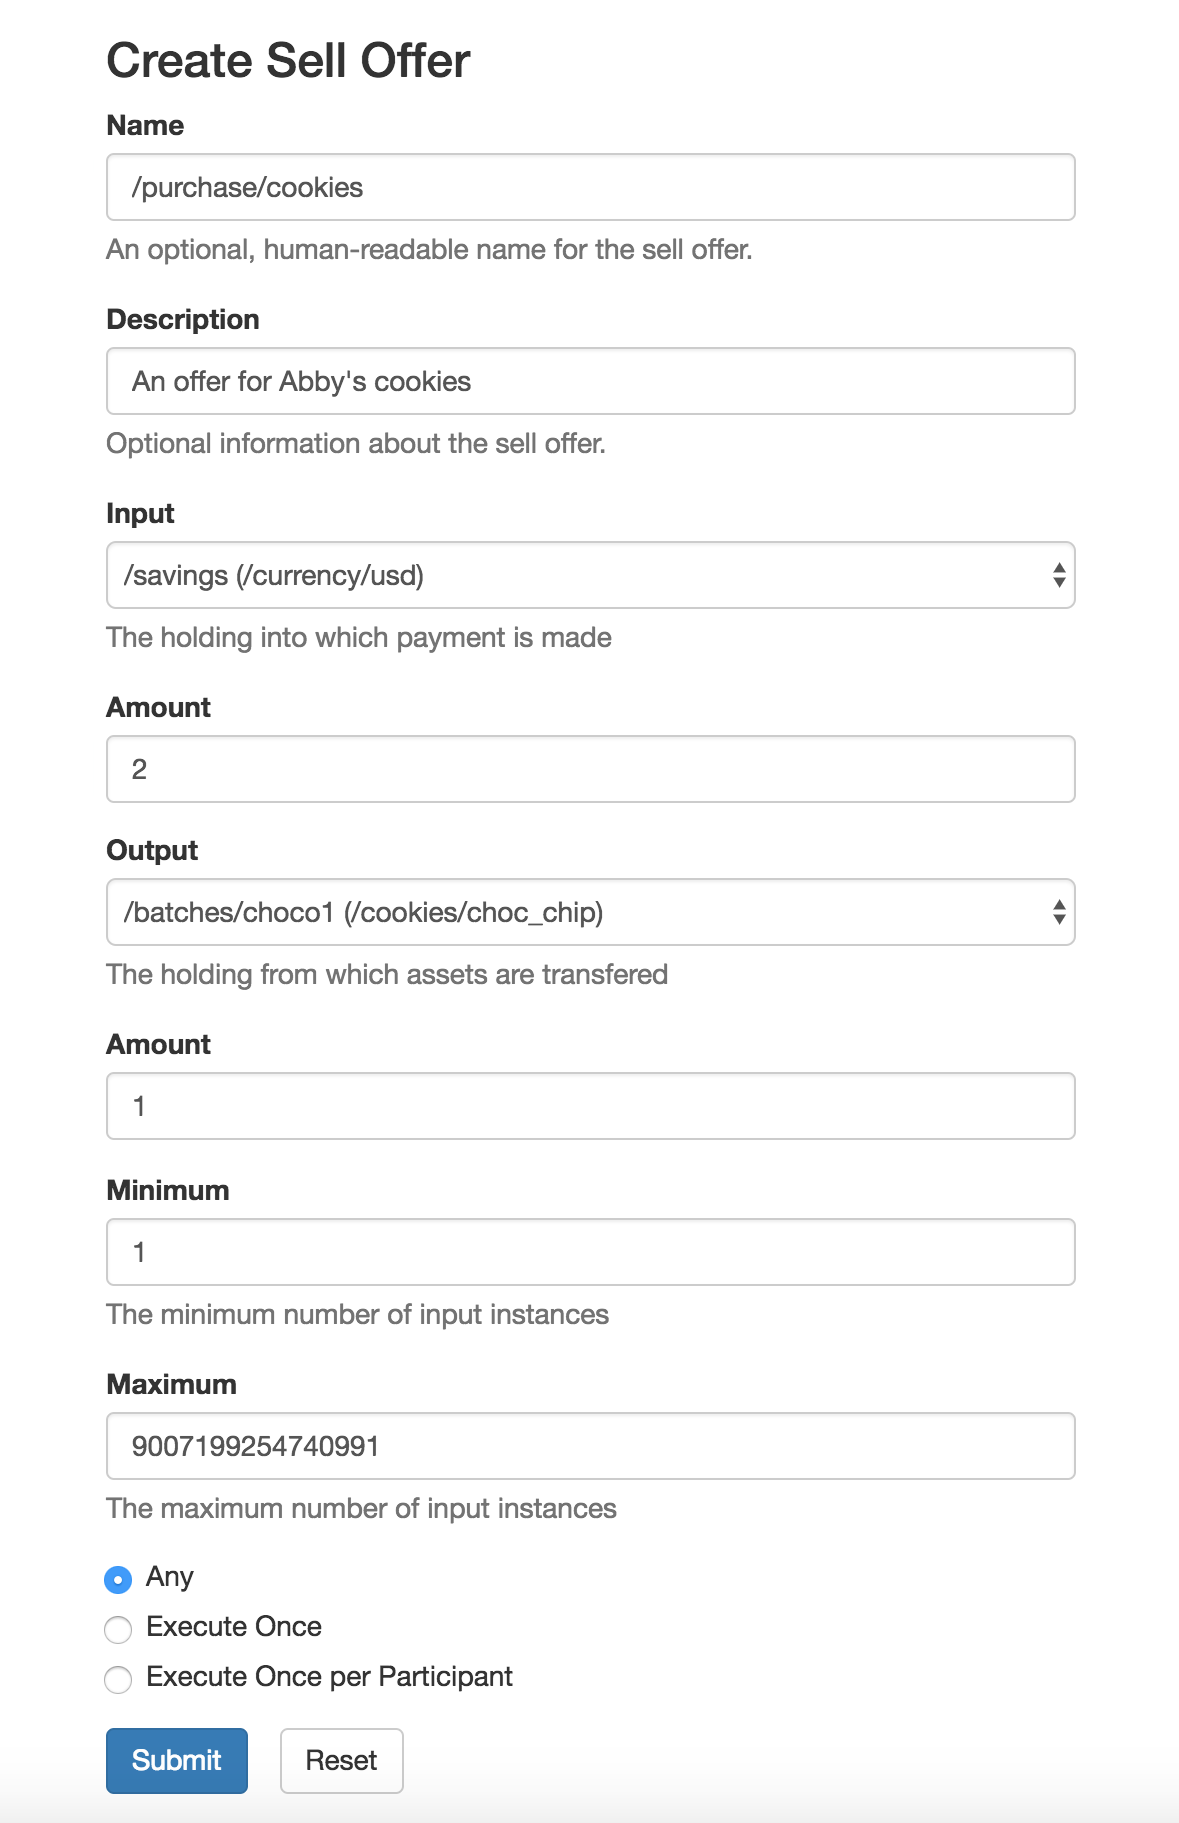 Create Sell Offer
Name
/purchase/cookies
An optional, human-readable name for the sell offer.
Description
An offer for Abby's cookies
Optional information about the sell offer.
Input
/savings (/currency/usd)
The holding into which payment is made
Amount
2
Output
/batches/choco1 (/cookies/choc_chip)
The holding from which assets are transfered
Amount
1
Minimum
1
The minimum number of input instances
Maximum
9007199254740991
The maximum number of input instances
Any
Execute Once
Execute Once per Participant
Submit Reset